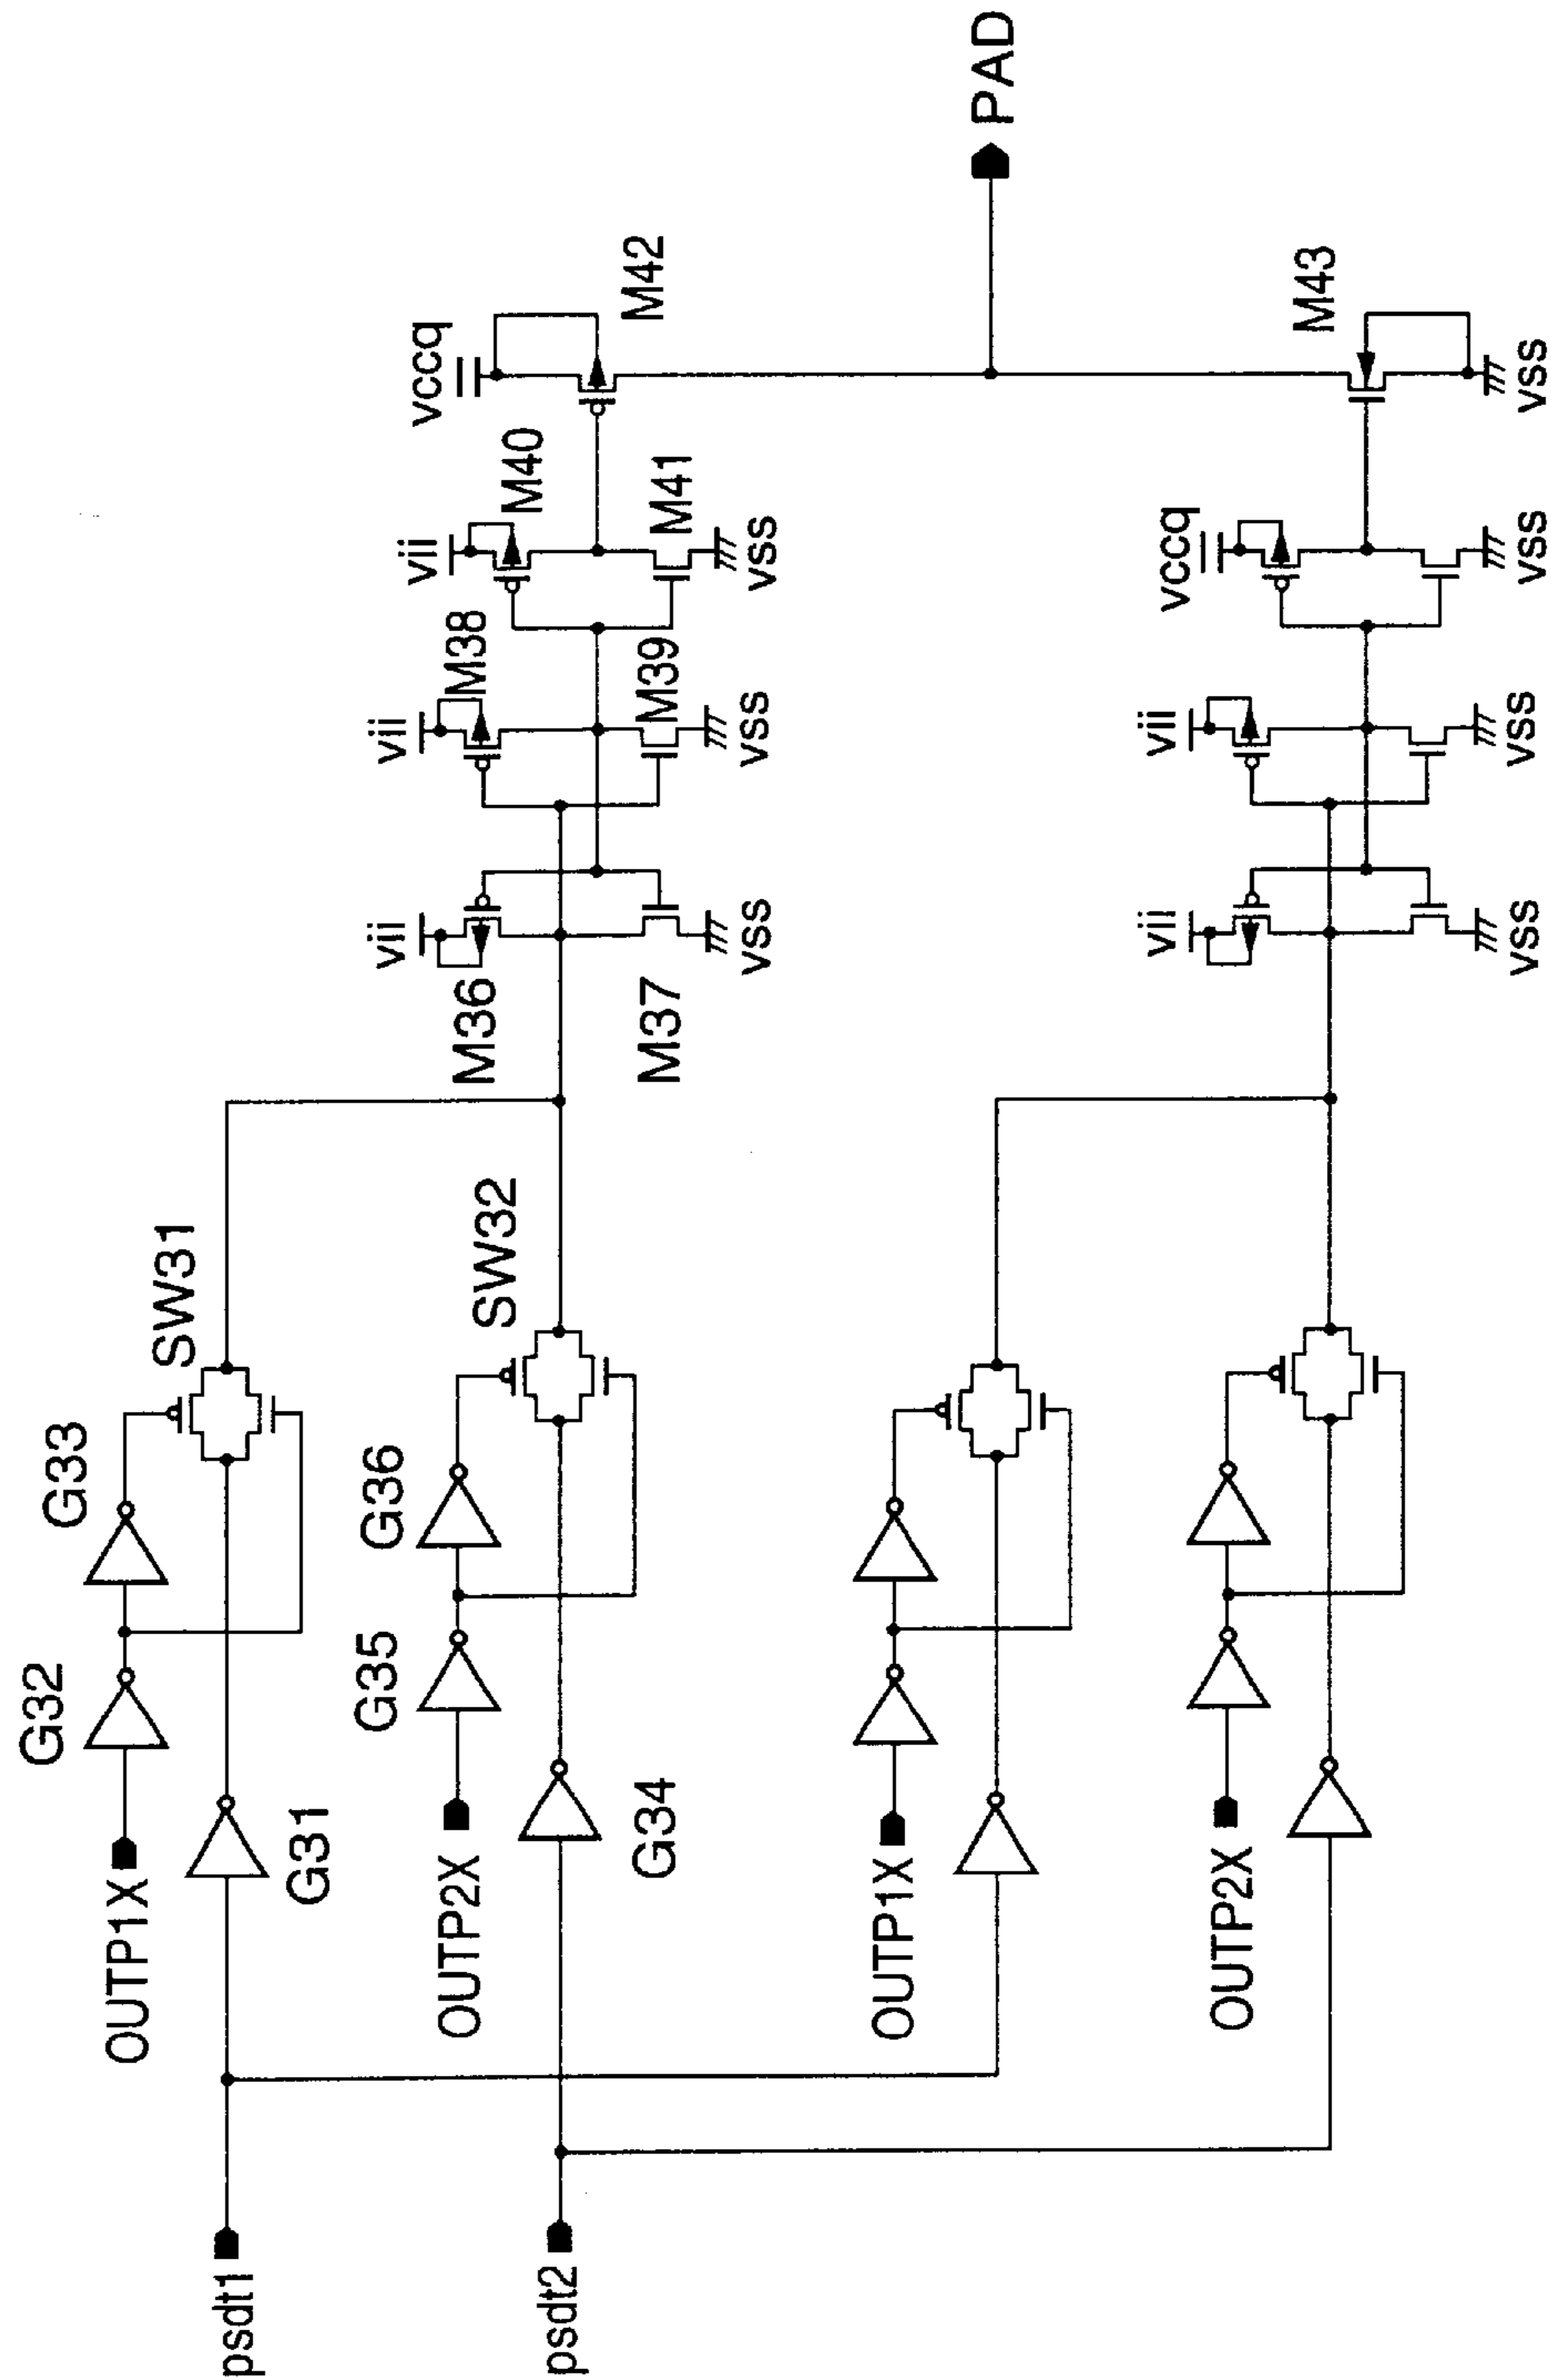 psdt1
psdt2
OUTP1X
G32
G33
G31
SW31
OUTP2X
G35
G36
G34
SW32
OUTP1X
OUTP2X
vii
M36
M37
vss
vii
M38
M39
vss
vii
M40
M41
vss
vccq
M42
PAD
vii
vss
vii
vss
vccq
vss
M43
vss